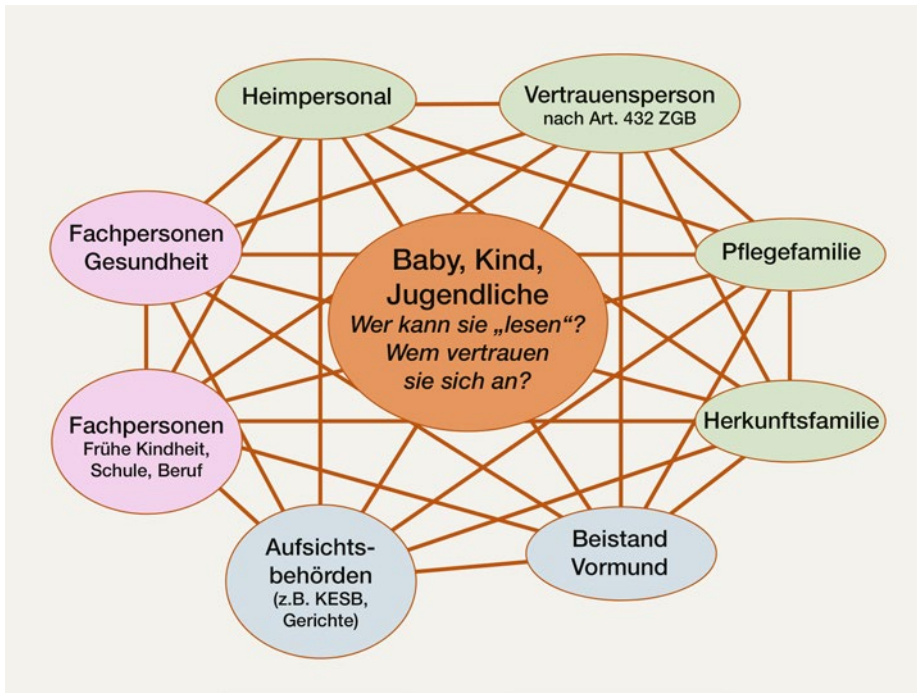 Heimpersonal
Vertrauensperson
nach Art. 432 ZGB
Fachpersonen
Gesundheit
Baby, Kind,
Jugendliche
Wer kann sie „lesen“?
Wem vertrauen
sie sich an?
Pflegefamilie
Fachpersonen
Frühe Kindheit,
Schule, Beruf
Herkunftsfamilie
Aufsichts-
behörden
(z.B. KESB,
Gerichte)
Beistand
Vormund